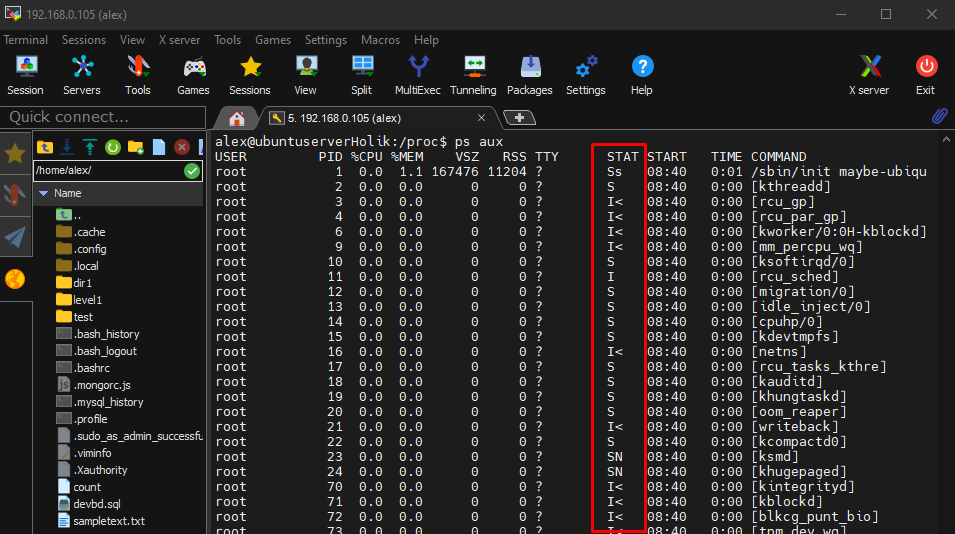 192.168.0.105 (alex)
Terminal Sessions View X server Tools Games Settings Macros Help
Session Servers Tools Games Sessions View Split MultiExec Tunneling Packages Settings Help X server Exit
Quick connect...
5. 192.168.0.105 (alex)
/home/alex/
Name
..
.cache
.config
.local
dir1
level1
test
.bash_history
.bash_logout
.bashrc
.mongorc.js
.mysql_history
.profile
.sudo_as_admin_successfu
.viminfo
.Xauthority
count
devbd.sql
sampletext.txt
alex@ubuntuserverHolik:/proc$ ps aux
USER PID %CPU %MEM VSZ RSS TTY STAT START TIME COMMAND
root 1 0.0 1.1 167476 11204 ? Ss 08:40 0:01 /sbin/init maybe-ubiqu
root 2 0.0 0.0 0 0 ? S 08:40 0:00 [kthreadd]
root 3 0.0 0.0 0 0 ? I< 08:40 0:00 [rcu_gp]
root 4 0.0 0.0 0 0 ? I< 08:40 0:00 [rcu_par_gp]
root 6 0.0 0.0 0 0 ? I< 08:40 0:00 [kworker/0:0H-kblockd]
root 9 0.0 0.0 0 0 ? I< 08:40 0:00 [mm_percpu_wq]
root 10 0.0 0.0 0 0 ? S 08:40 0:00 [ksoftirqd/0]
root 11 0.0 0.0 0 0 ? I 08:40 0:00 [rcu_sched]
root 12 0.0 0.0 0 0 ? S 08:40 0:00 [migration/0]
root 13 0.0 0.0 0 0 ? S 08:40 0:00 [idle_inject/0]
root 14 0.0 0.0 0 0 ? S 08:40 0:00 [cpuhp/0]
root 15 0.0 0.0 0 0 ? S 08:40 0:00 [kdevtmpfs]
root 16 0.0 0.0 0 0 ? I< 08:40 0:00 [netns]
root 17 0.0 0.0 0 0 ? S 08:40 0:00 [rcu_tasks_kthre]
root 18 0.0 0.0 0 0 ? S 08:40 0:00 [kauditd]
root 19 0.0 0.0 0 0 ? S 08:40 0:00 [khungtaskd]
root 20 0.0 0.0 0 0 ? S 08:40 0:00 [oom_reaper]
root 21 0.0 0.0 0 0 ? I< 08:40 0:00 [writeback]
root 22 0.0 0.0 0 0 ? S 08:40 0:00 [kcompactd0]
root 23 0.0 0.0 0 0 ? SN 08:40 0:00 [ksmd]
root 24 0.0 0.0 0 0 ? SN 08:40 0:00 [khugepaged]
root 70 0.0 0.0 0 0 ? I< 08:40 0:00 [kintegrityd]
root 71 0.0 0.0 0 0 ? I< 08:40 0:00 [kblockd]
root 72 0.0 0.0 0 0 ? I< 08:40 0:00 [blkcg_punt_bio]
root 73 0.0 0.0 0 0 ? I< 08:40 0:00 [tpm_dev_wq]